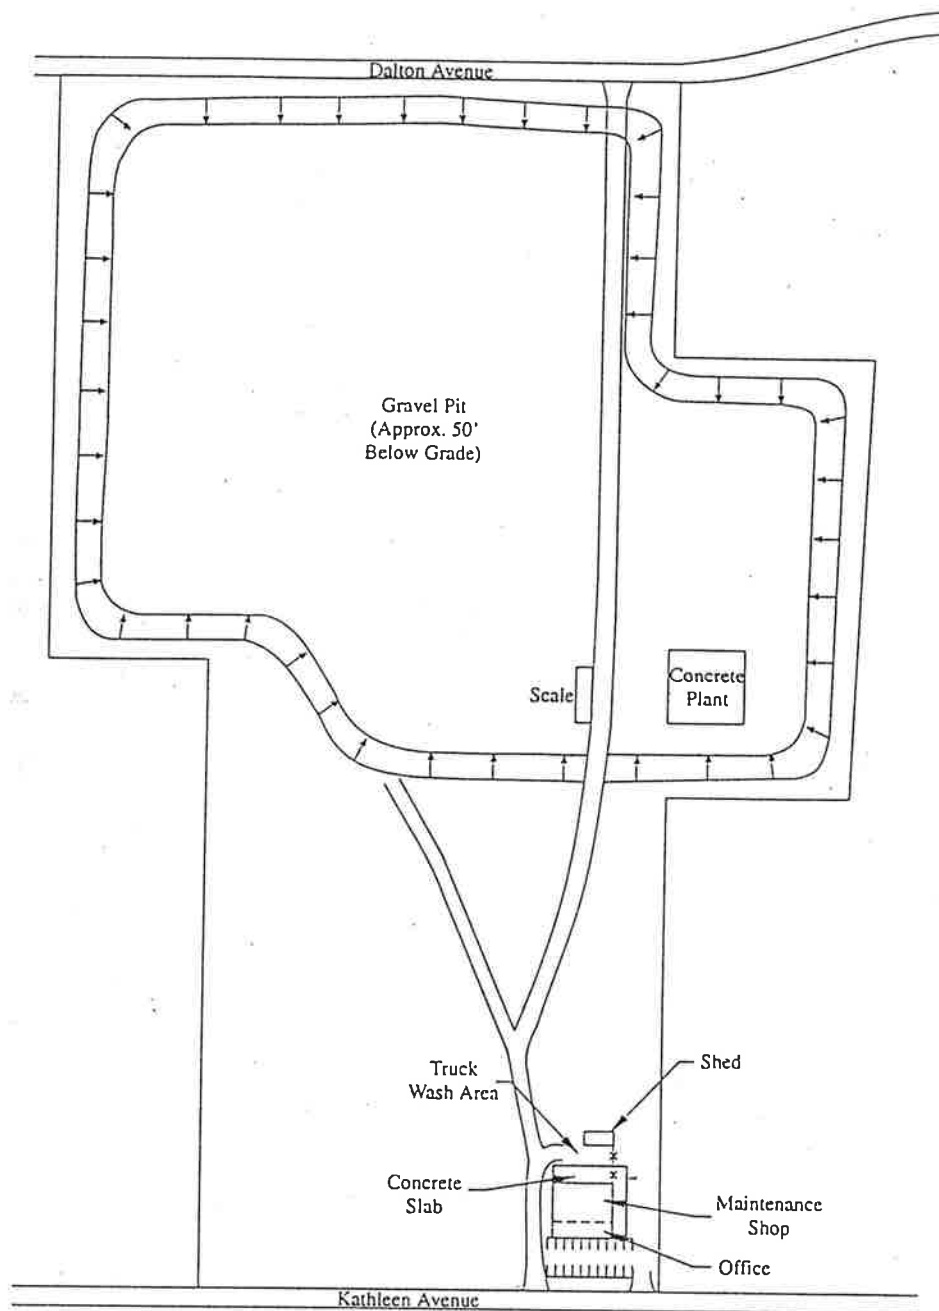 Dalton Avenue
Gravel Pit
(Approx. 50'
Below Grade)
Scale
Concrete
Plant
Truck
Wash Area
Shed
Concrete
Slab
Maintenance
Shop
Office
Kathleen Avenue